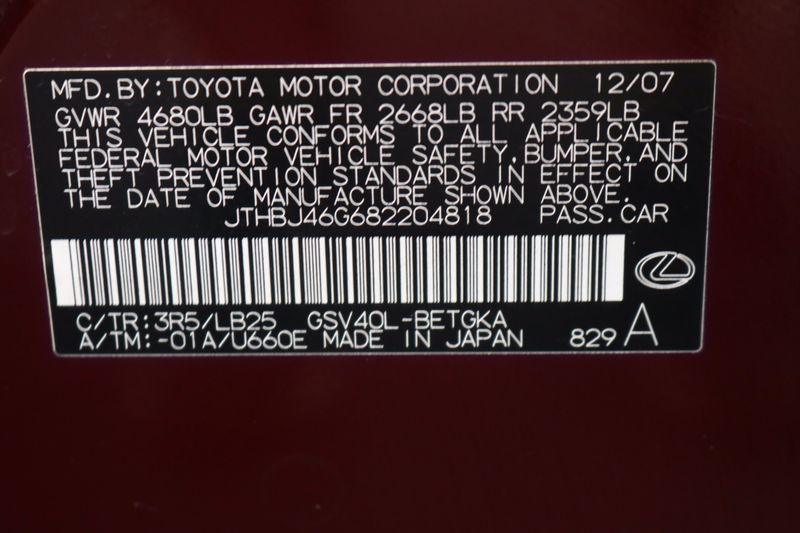 MFD. BY: TOYOTA MOTOR CORPORATION 12/07
GVWR 4680LB GAWR FR 2668LB RR 2359LB
THIS VEHICLE CONFORMS TO ALL APPLICABLE
FEDERAL MOTOR VEHICLE SAFETY, BUMPER, AND
THEFT PREVENTION STANDARDS IN EFFECT ON
THE DATE OF MANUFACTURE SHOWN ABOVE.
JTHBJ46G682204818 PASS. CAR
C/TR: 3R5/LB25 GSV40L-BETGKA
A/TM: -01A/U660E MADE IN JAPAN 829 A